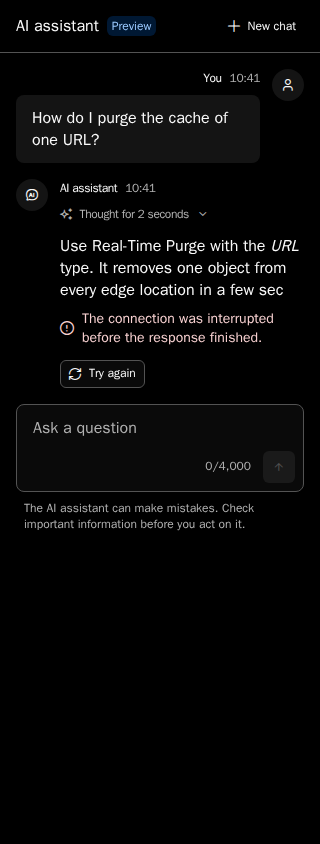 AI assistant Preview New chat
You 10:41
How do I purge the cache of
one URL?
AI
AI assistant 10:41
Thought for 2 seconds
Use Real-Time Purge with the URL
type. It removes one object from
every edge location in a few sec
The connection was interrupted
before the response finished.
Try again
Ask a question
0/4,000
The AI assistant can make mistakes. Check
important information before you act on it.